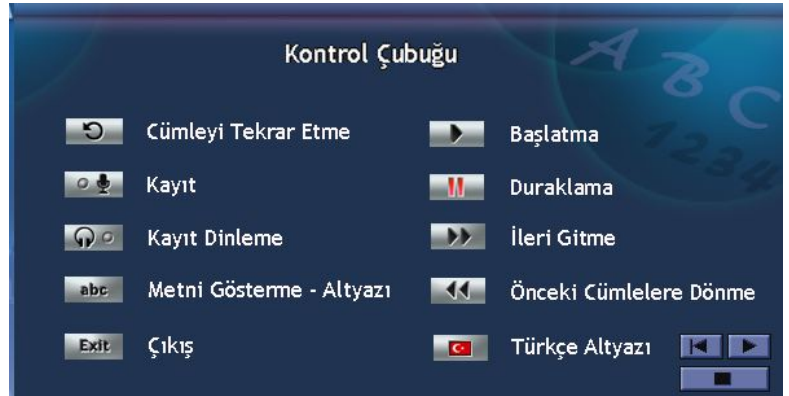 Kontrol Çubuğu
A B C
1234
Cümleyi Tekrar Etme
Başlatma
Kayıt
Duraklama
Kayıt Dinleme
İleri Gitme
abc Metni Gösterme - Altyazı
Önceki Cümlelere Dönme
Exit Çıkış
Türkçe Altyazı